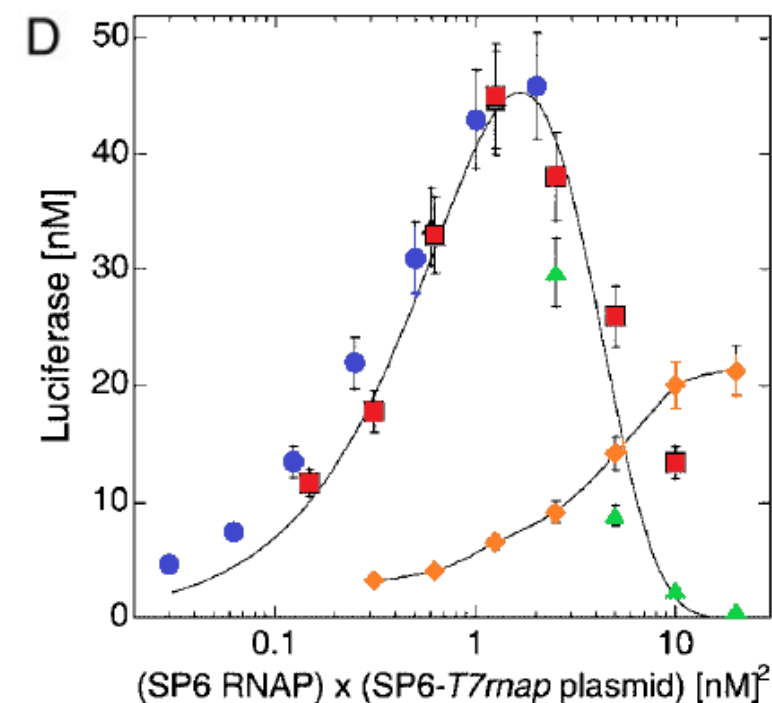 D
50
40
30
20
10
0
Luciferase [nM]
0.1 1 10
(SP6 RNAP) x (SP6-T7rnap plasmid) [nM]²